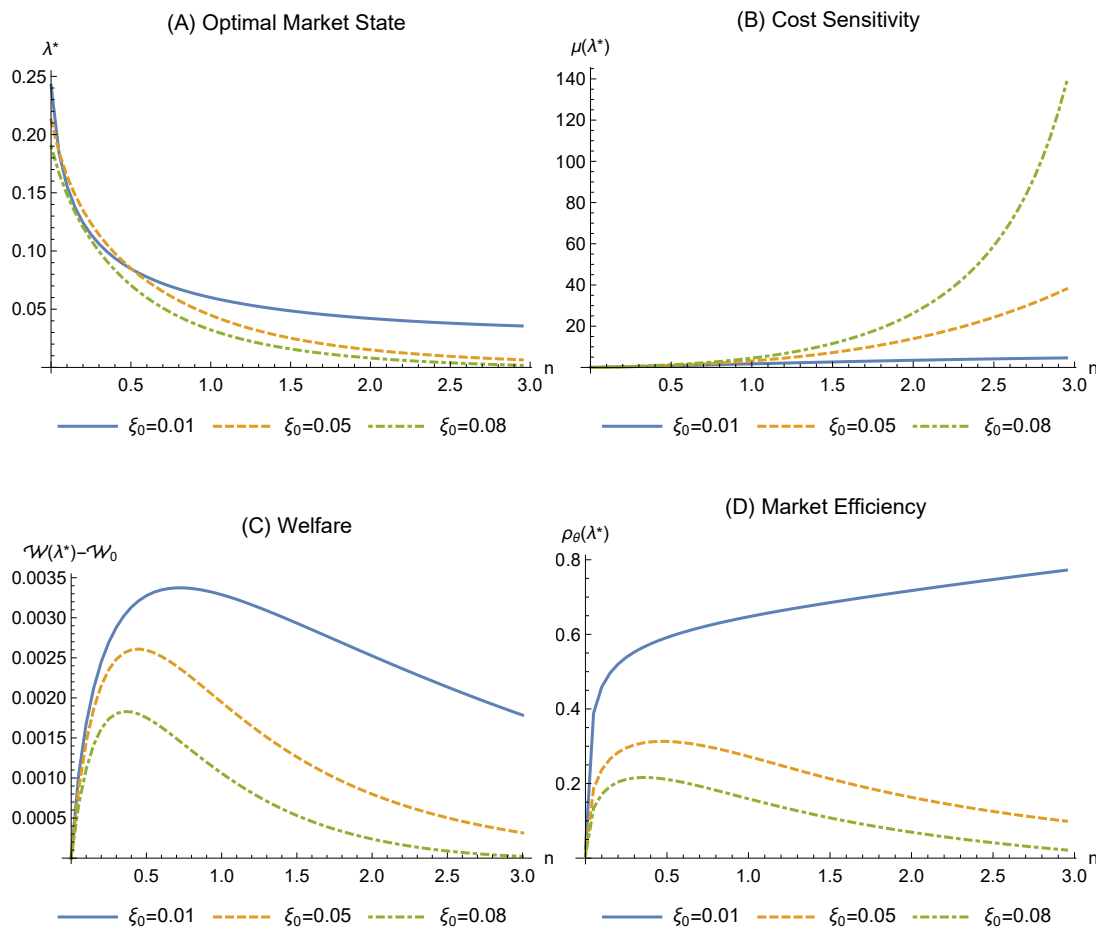 (A) Optimal Market State
λ*
0.25
0.20
0.15
0.10
0.05
0.5 1.0 1.5 2.0 2.5 3.0 n
ξ0=0.01 ξ0=0.05 ξ0=0.08
(B) Cost Sensitivity
μ(λ*)
140
120
100
80
60
40
20
0.5 1.0 1.5 2.0 2.5 3.0 n
ξ0=0.01 ξ0=0.05 ξ0=0.08
(C) Welfare
𝒲(λ*)−𝒲0
0.0035
0.0030
0.0025
0.0020
0.0015
0.0010
0.0005
0.5 1.0 1.5 2.0 2.5 3.0 n
ξ0=0.01 ξ0=0.05 ξ0=0.08
(D) Market Efficiency
ρθ(λ*)
0.8
0.6
0.4
0.2
0.5 1.0 1.5 2.0 2.5 3.0 n
ξ0=0.01 ξ0=0.05 ξ0=0.08